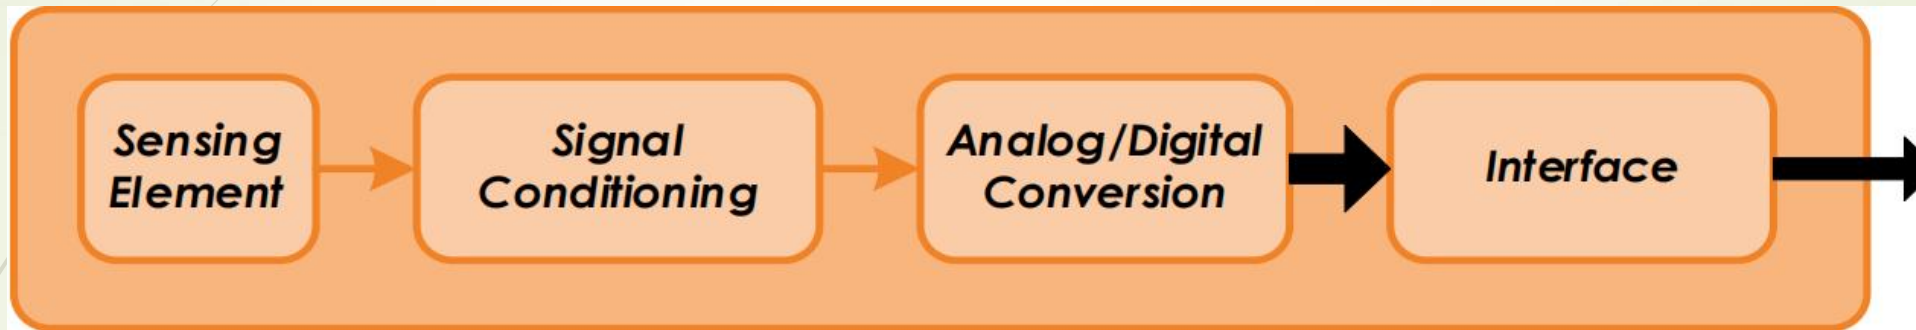 Sensing
Element
Signal
Conditioning
Analog/Digital
Conversion
Interface